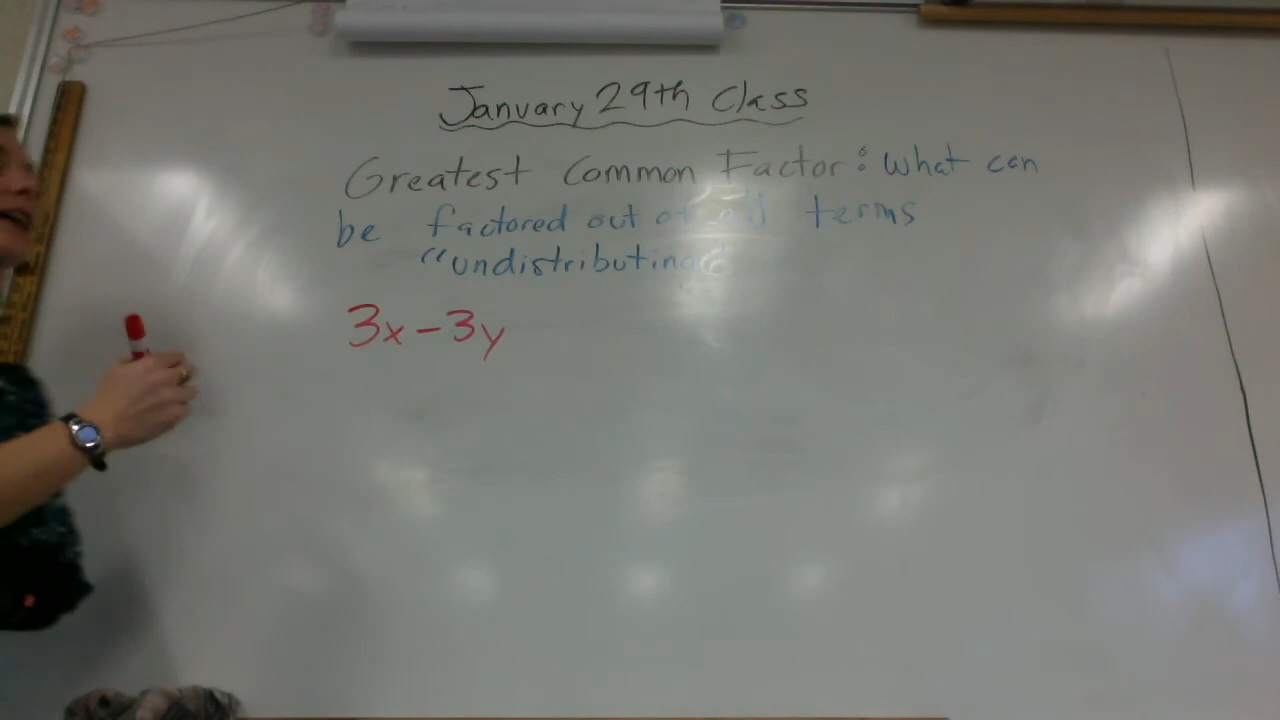 January 29th Class
Greatest Common Factor: What can
be factored out of all terms
"undistributing"
3x-3y